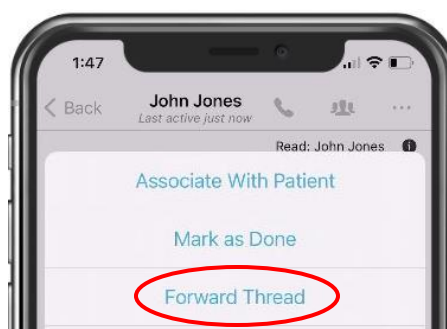 1:47
Back
John Jones
Last active just now
Read: John Jones
Associate With Patient
Mark as Done
Forward Thread